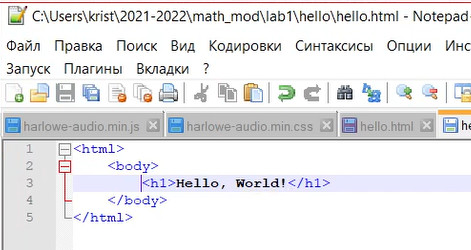 C:\Users\krist\2021-2022\math_mod\lab1\hello\hello.html - Notepad
Файл Правка Поиск Вид Кодировки Синтаксисы Опции
Запуск Плагины Вкладки ?
harlowe-audio.min.js harlowe-audio.min.css hello.html
1 <html>
2 <body>
3 <h1>Hello, World!</h1>
4 </body>
5 </html>